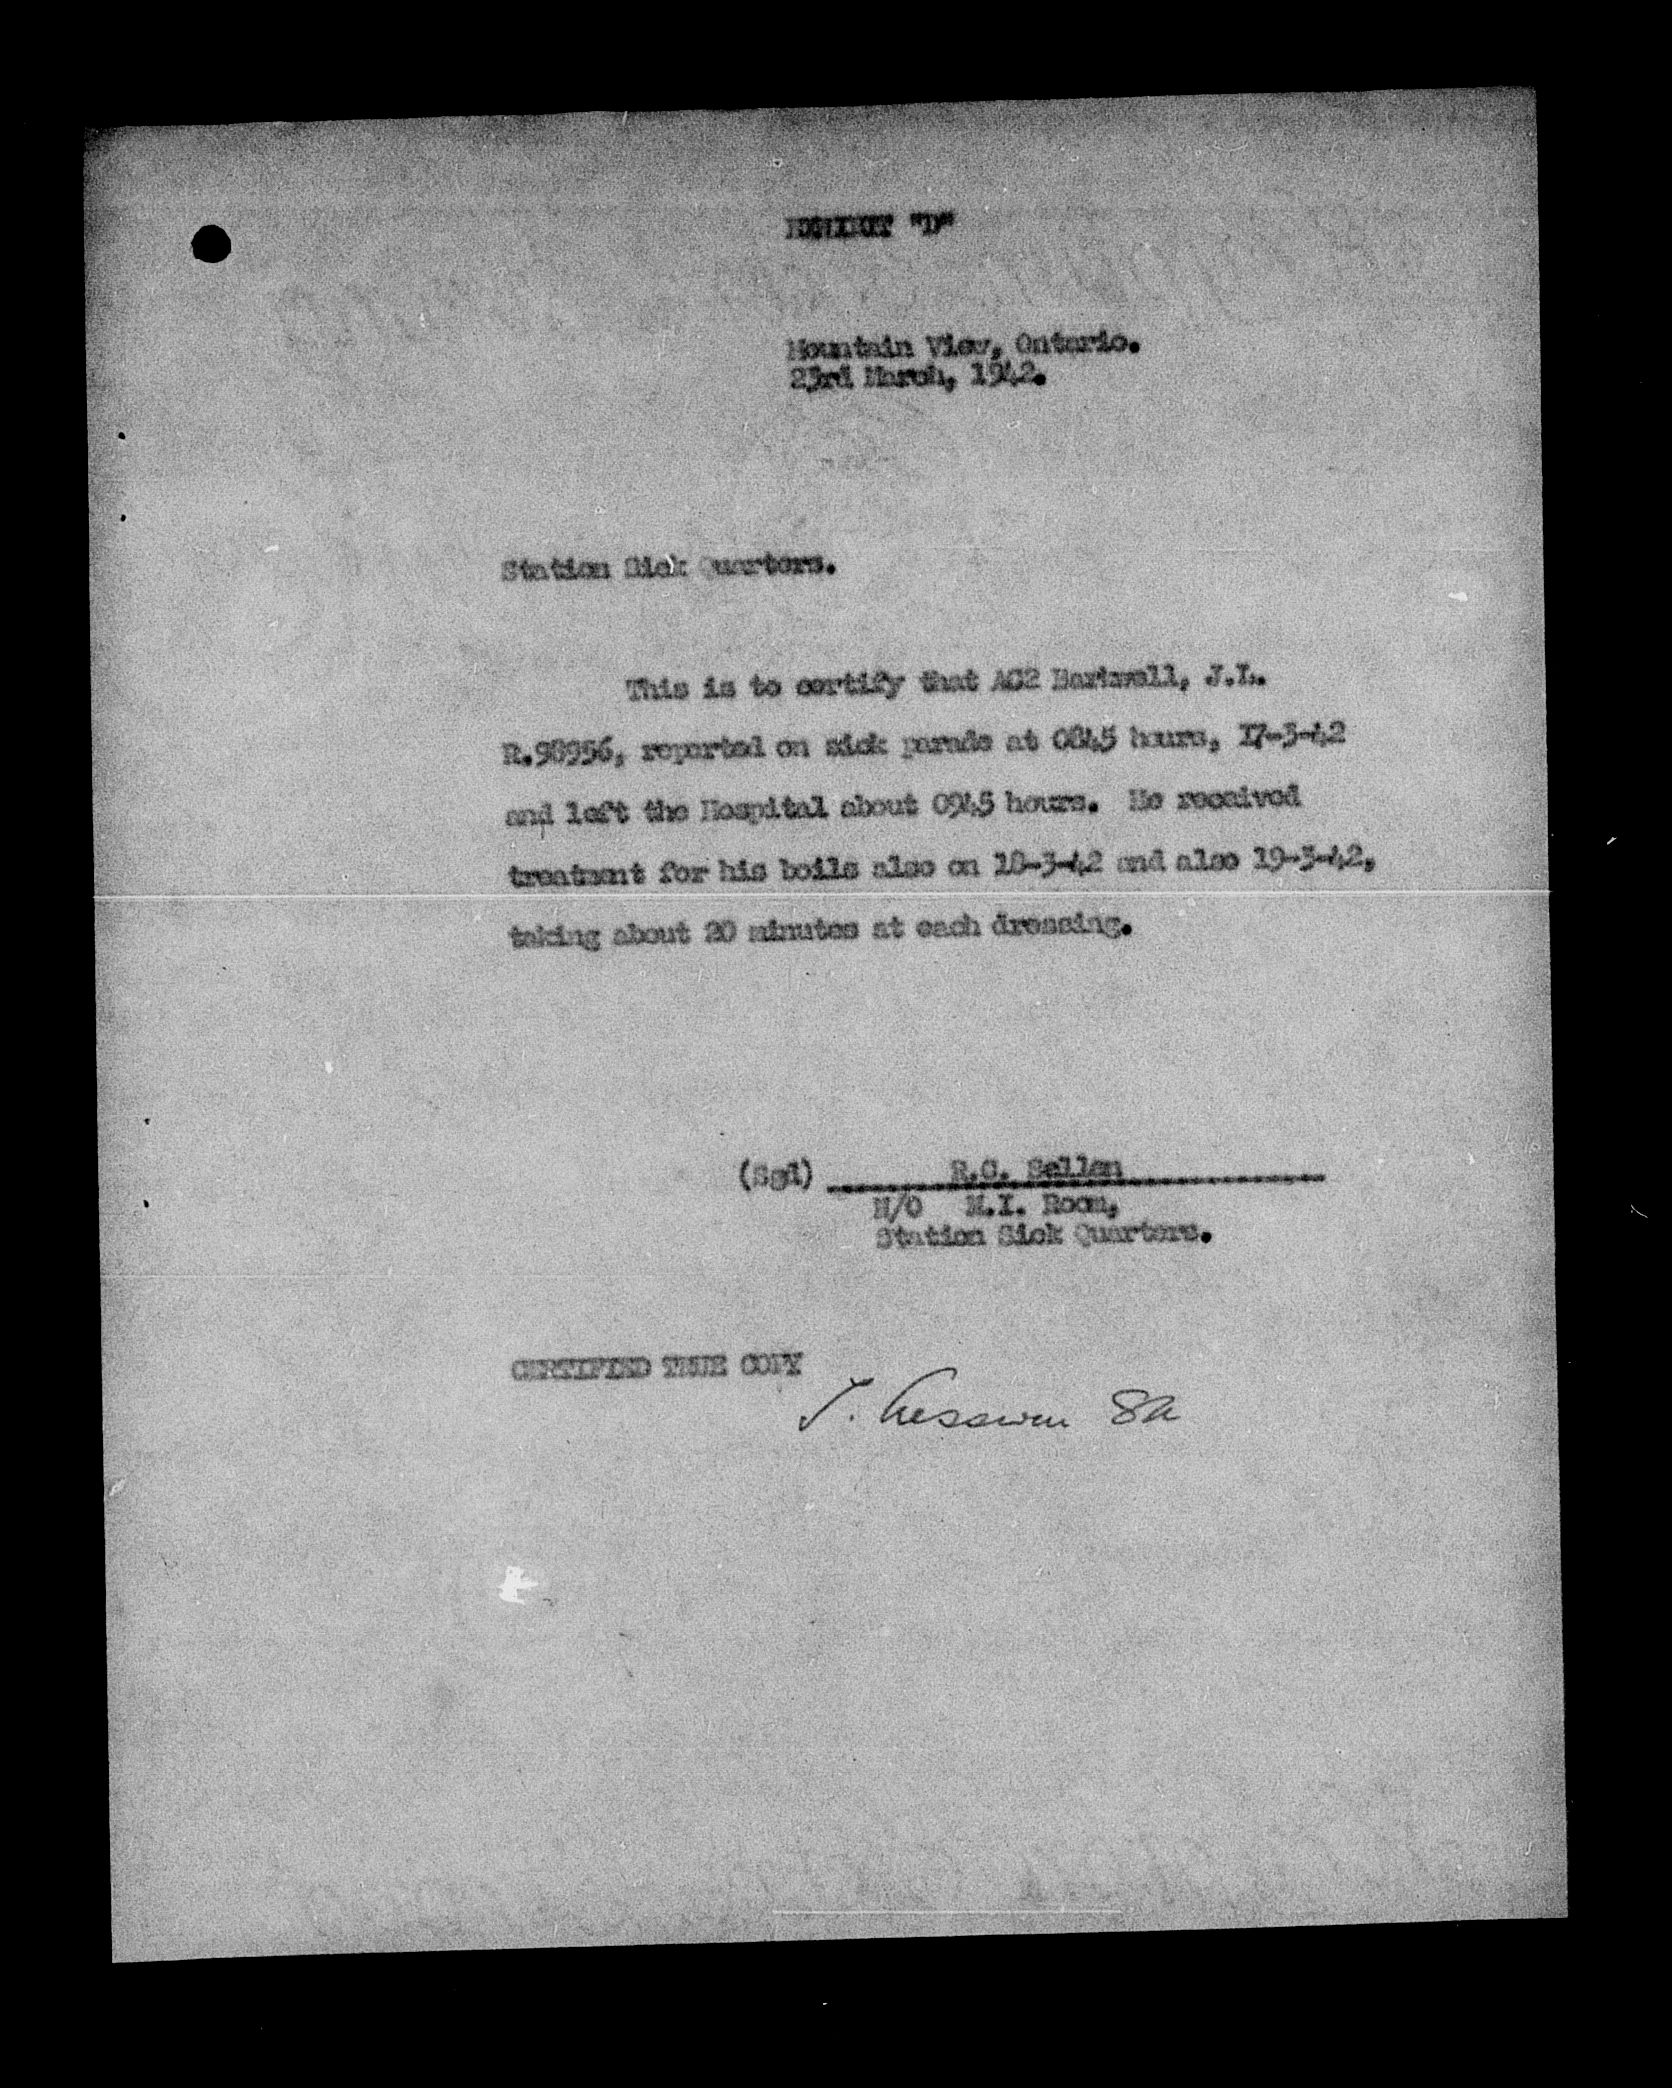 EXHIBIT "D"
Mountain View, Ontario.
23rd March, 1942.
Station Sick Quarters.
This is to certify that AC2 J.L.
R.98956, reported on sick parade at 0845 hours, 17-3-42
and left the Hospital about 0945 hours. He received
treatment for his boils also on 18-3-42 and also 19-3-42,
taking about 20 minutes at each dressing.
(Sgd) R.C. Sellen
N/O M.I. Room,
Station Sick Quarters.
CERTIFIED TRUE COPY